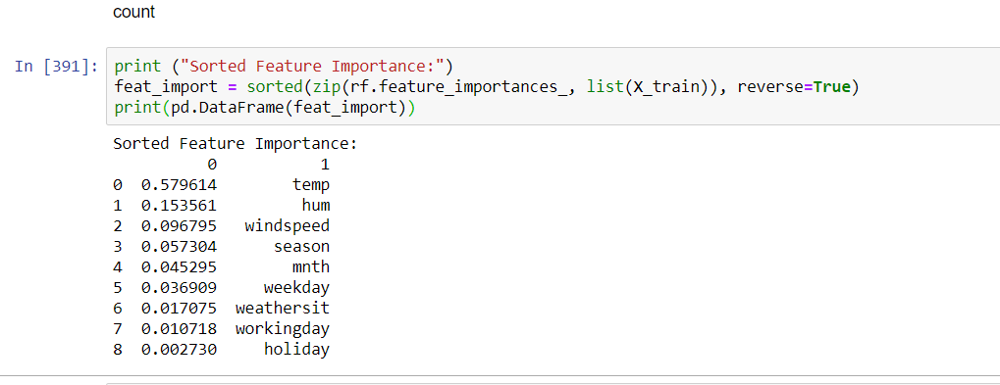 count
In [391]: print ("Sorted Feature Importance:")
feat_import = sorted(zip(rf.feature_importances_, list(X_train)), reverse=True)
print(pd.DataFrame(feat_import))
Sorted Feature Importance:
0 1
0 0.579614 temp
1 0.153561 hum
2 0.096795 windspeed
3 0.057304 season
4 0.045295 mnth
5 0.036909 weekday
6 0.017075 weathersit
7 0.010718 workingday
8 0.002730 holiday